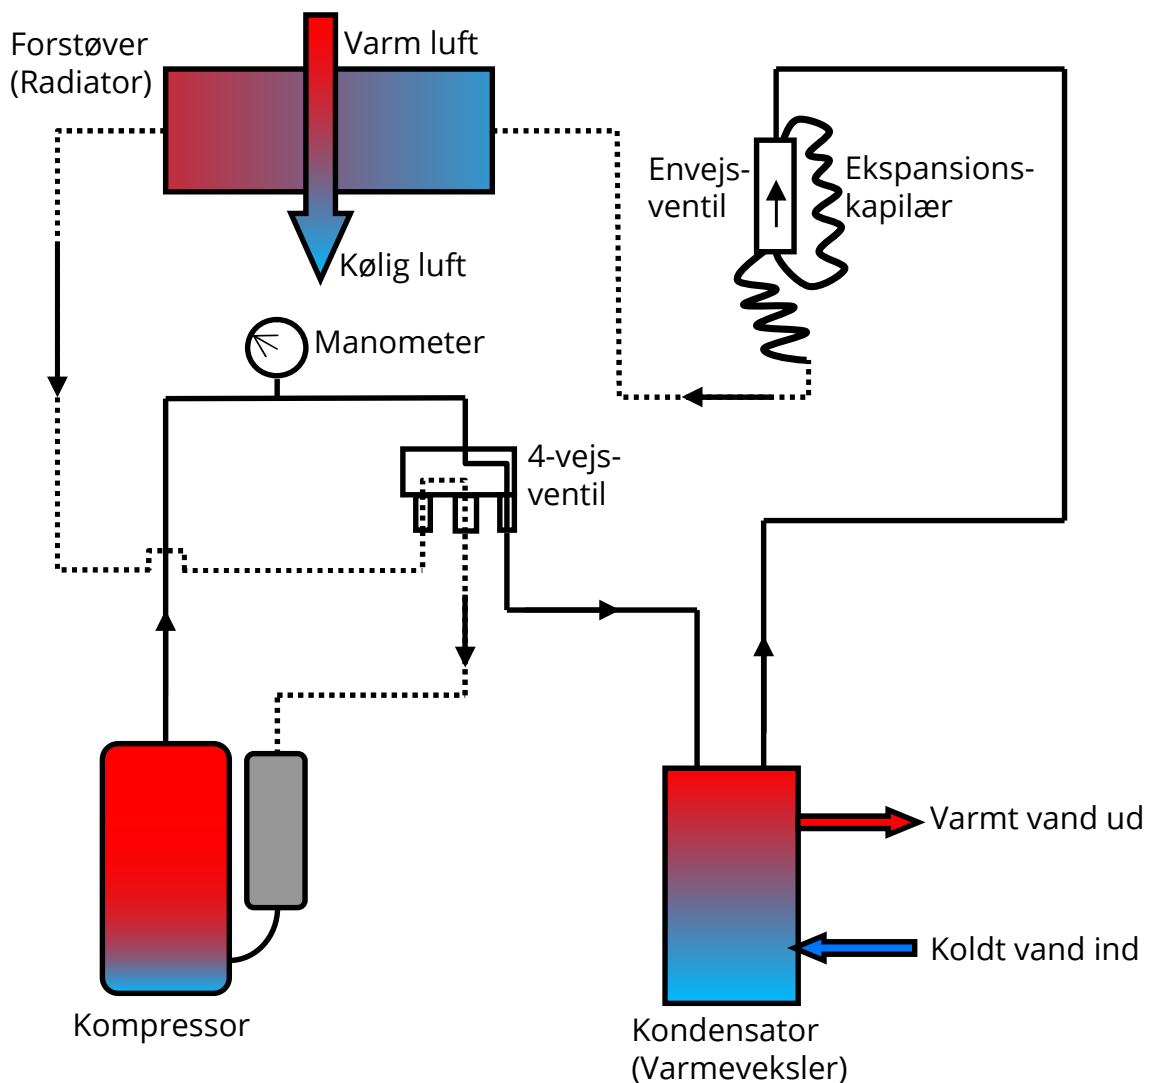 Forstøver
(Radiator)
Varm luft
Kølig luft
Envejs-
ventil
Ekspansions-
kapilær
Manometer
4-vejs-
ventil
Varmt vand ud
Koldt vand ind
Kompressor
Kondensator
(Varmeveksler)